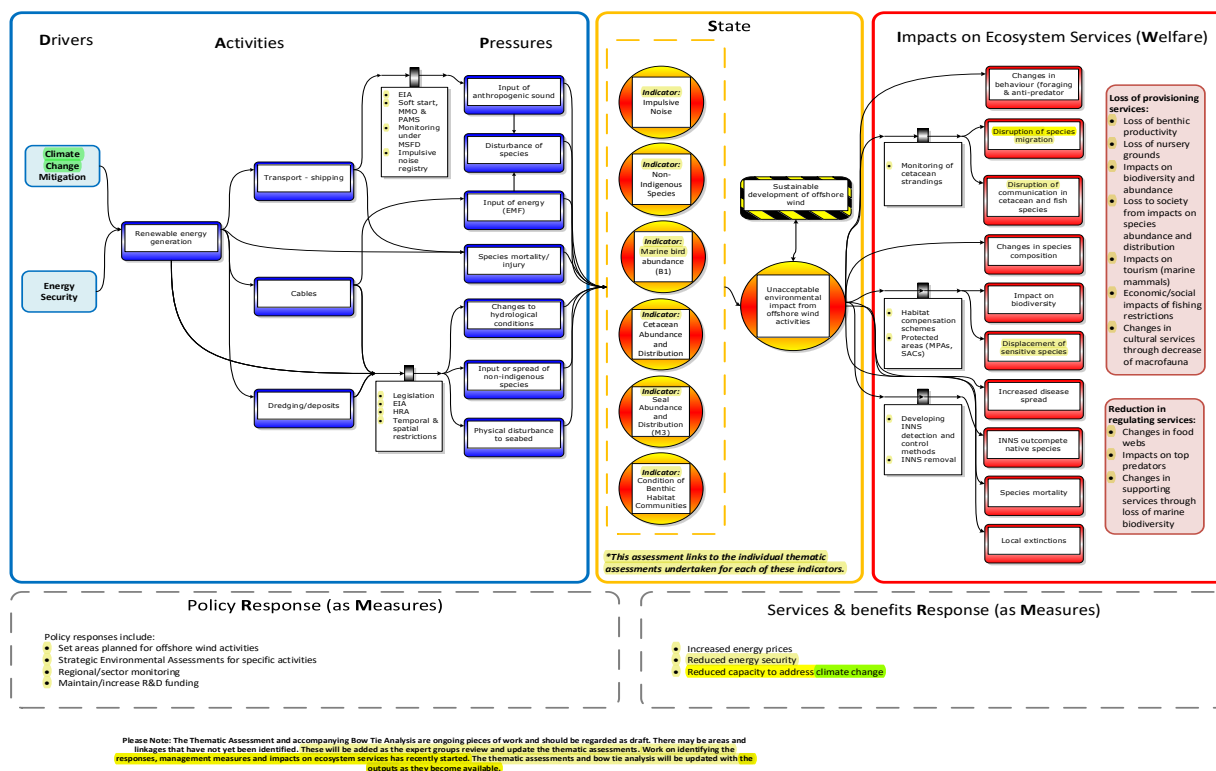 Drivers
Activities
Pressures
Climate
Change
Mitigation
Energy
Security
Renewable energy
generation
Transport - shipping
Cables
Dredging/deposits
EIA
Soft start,
MMO &
PAMS
Monitoring
under
MSFD
Impulsive
noise
registry
Legislation
EIA
HRA
Temporal &
spatial
restrictions
Input of
anthropogenic sound
Disturbance of
species
Input of energy
(EMF)
Species mortality/
injury
Changes to
hydrological
conditions
Input or spread of
non-indigenous
species
Physical disturbance
to seabed
State
Indicator:
Impulsive
Noise
Indicator:
Non-
Indigenous
Species
Indicator:
Marine bird
abundance
(B1)
Indicator:
Cetacean
Abundance
and
Distribution
Indicator:
Seal
Abundance
and
Distribution
(M3)
Indicator:
Condition of
Benthic
Habitat
Communities
*This assessment links to the individual thematic
assessments undertaken for each of these indicators.
Sustainable
development of offshore
wind
Unacceptable
environmental
impact from
offshore wind
activities
Impacts on Ecosystem Services (Welfare)
Monitoring of
cetacean
strandings
Habitat
compensation
schemes
Protected
areas (MPAs,
SACs)
Developing
INNS
detection and
control
methods
INNS removal
Changes in
behaviour (foraging
& anti-predator
Disruption of species
migration
Disruption of
communication in
cetacean and fish
species
Changes in species
composition
Impact on
biodiversity
Displacement of
sensitive species
Increased disease
spread
INNS outcompete
native species
Species mortality
Local extinctions
Loss of provisioning
services:
Loss of benthic
productivity
Loss of nursery
grounds
Impacts on
biodiversity and
abundance
Loss to society
from impacts on
species
abundance and
distribution
Impacts on
tourism (marine
mammals)
Economic/social
impacts of fishing
restrictions
Changes in
cultural services
through decrease
of macrofauna
Reduction in
regulating services:
Changes in food
webs
Impacts on top
predators
Changes in
supporting
services through
loss of marine
biodiversity
Policy Response (as Measures)
Policy responses include:
Set areas planned for offshore wind activities
Strategic Environmental Assessments for specific activities
Regional/sector monitoring
Maintain/increase R&D funding
Services & benefits Response (as Measures)
Increased energy prices
Reduced energy security
Reduced capacity to address climate change
Please Note: The Thematic Assessment and accompanying Bow Tie Analysis are ongoing pieces of work and should be regarded as draft. There may be areas and
linkages that have not yet been identified. These will be added as the expert groups review and update the thematic assessments. Work on identifying the
responses, management measures and impacts on ecosystem services has recently started. The thematic assessments and bow tie analysis will be updated with the
outputs as they become available.